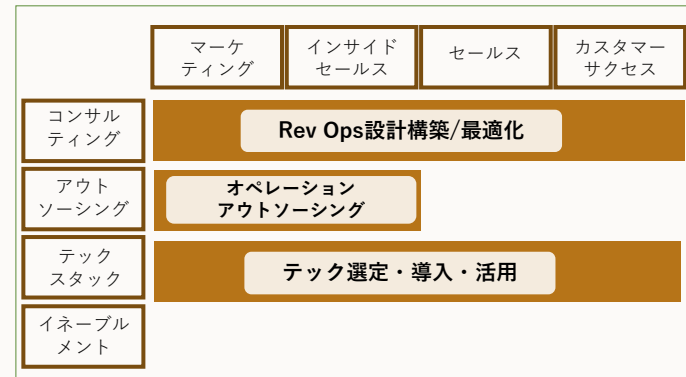 マーケ
ティング
インサイド
セールス
セールス
カスタマー
サクセス
コンサル
ティング
Rev Ops設計構築/最適化
アウト
ソーシング
オペレーション
アウトソーシング
テック
スタック
テック選定・導入・活用
イネーブル
メント